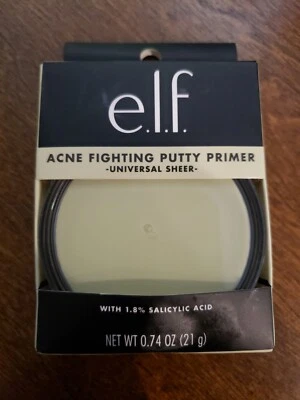 e.l.f.
ACNE FIGHTING PUTTY PRIMER
-UNIVERSAL SHEER-
WITH 1.8% SALICYLIC ACID
NET WT 0.74 OZ (21 g)